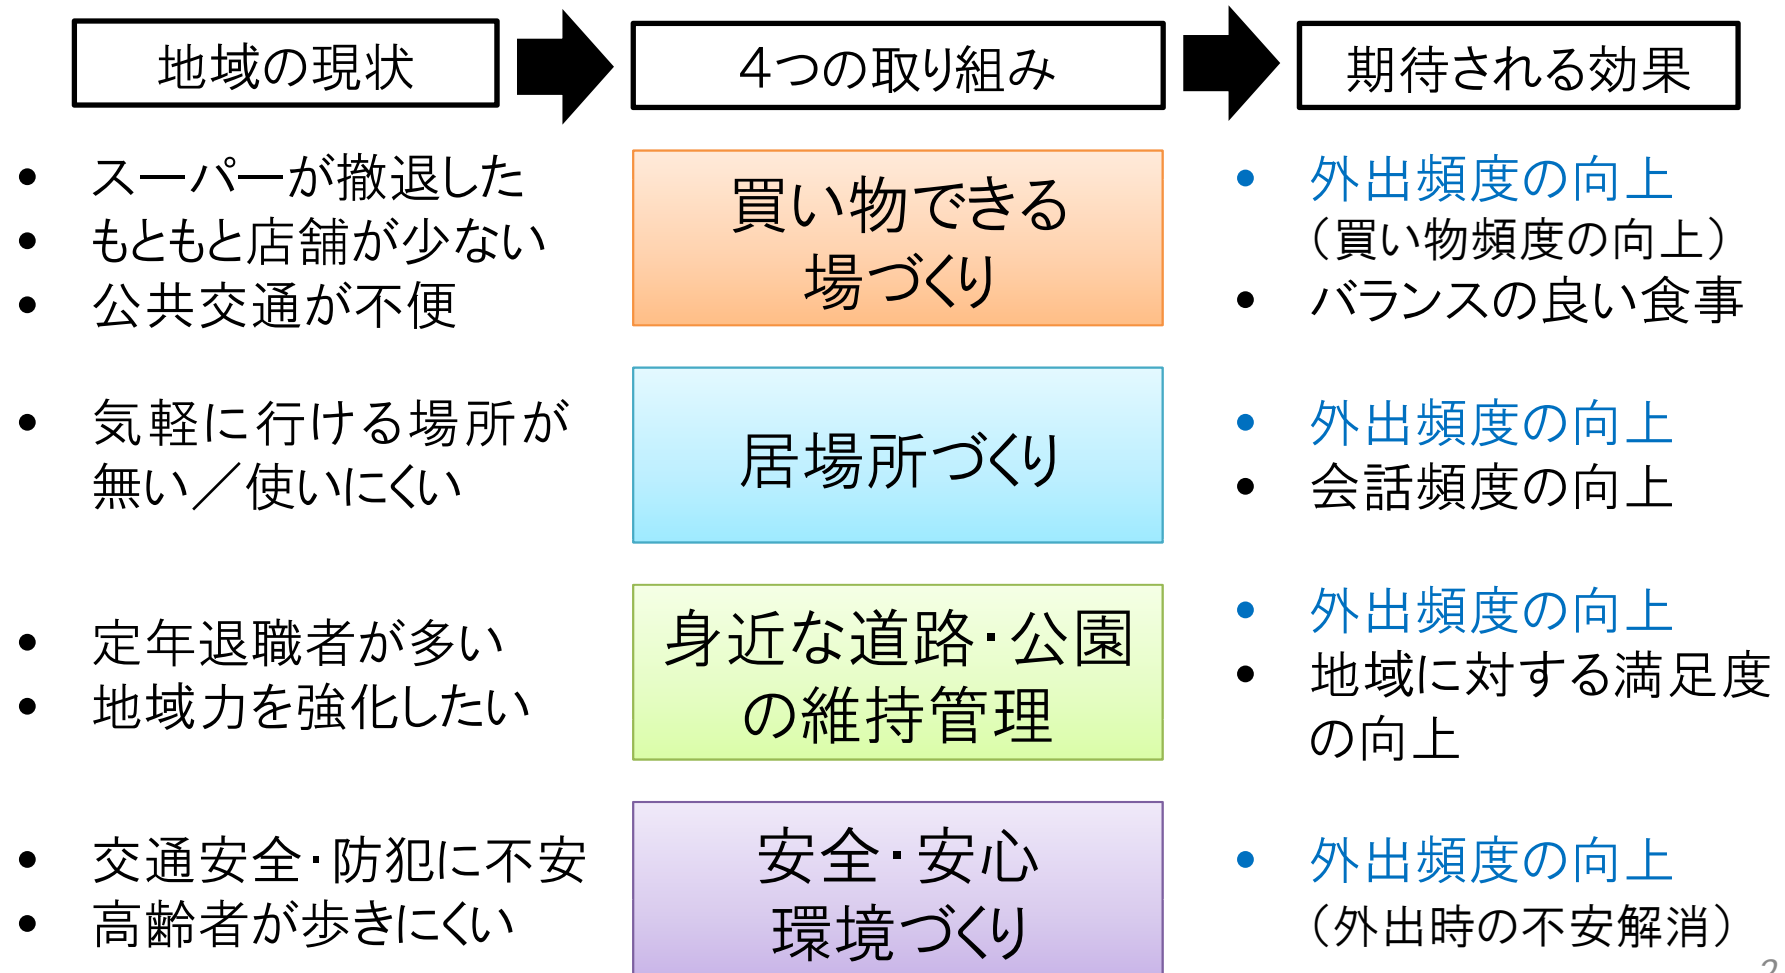 地域の現状
4つの取り組み
期待される効果
• スーパーが撤退した
• もともと店舗が少ない
• 公共交通が不便
買い物できる
場づくり
• 外出頻度の向上
（買い物頻度の向上）
• バランスの良い食事
• 気軽に行ける場所が
無い／使いにくい
居場所づくり
• 外出頻度の向上
• 会話頻度の向上
• 定年退職者が多い
• 地域力を強化したい
身近な道路・公園
の維持管理
• 外出頻度の向上
• 地域に対する満足度
の向上
• 交通安全・防犯に不安
• 高齢者が歩きにくい
安全・安心
環境づくり
• 外出頻度の向上
（外出時の不安解消）